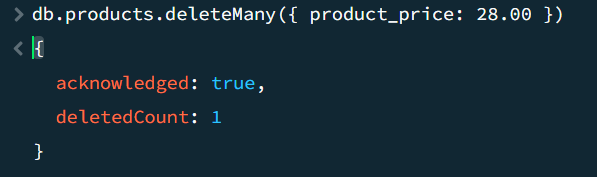 > db.products.deleteMany({ product_price: 28.00 })
< {
acknowledged: true,
deletedCount: 1
}